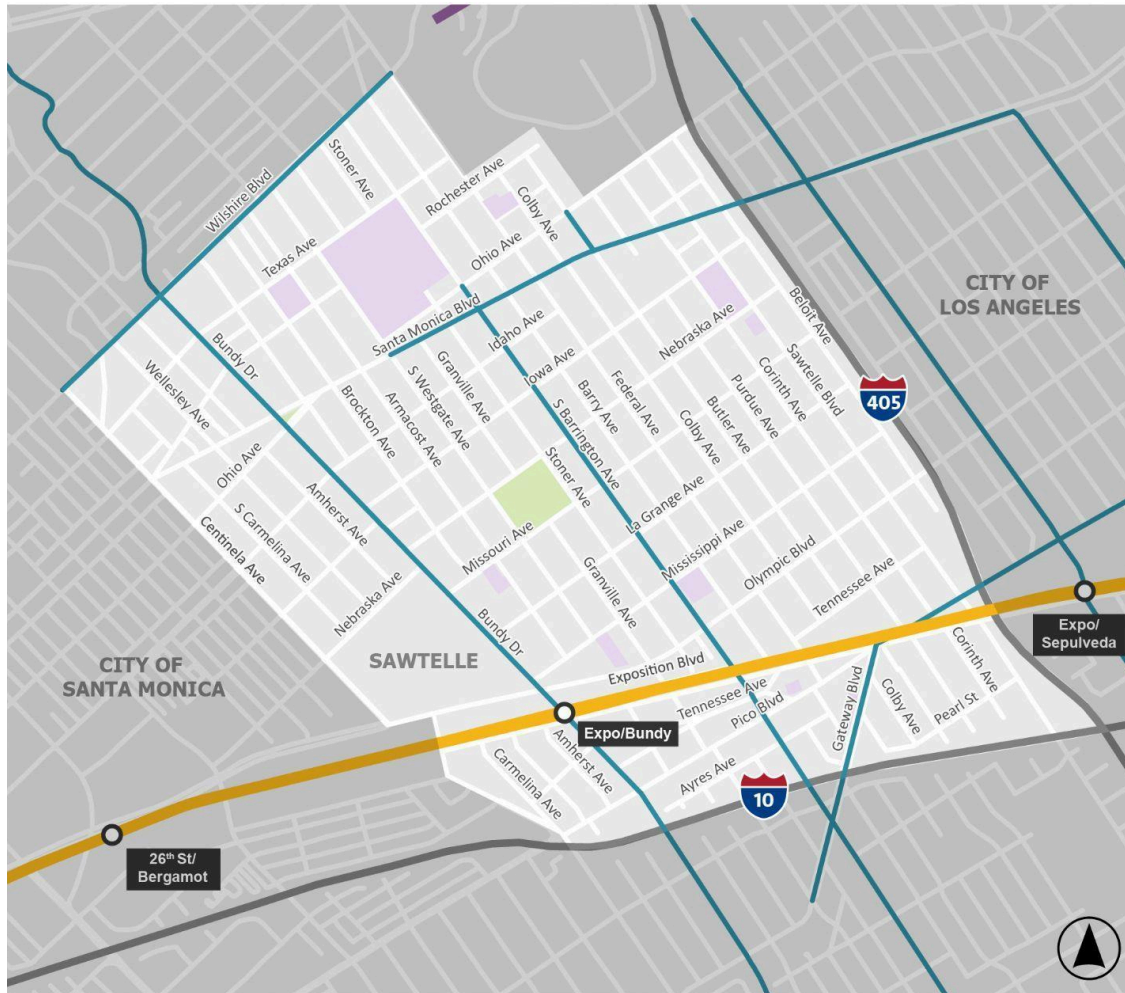 Stoner Ave
Rochester Ave
Wilshire Blvd
Colby Ave
Texas Ave
Ohio Ave
CITY OF
LOS ANGELES
Santa Monica Blvd
Idaho Ave
Beloit Ave
Nebraska Ave
Bundy Dr
Wellesley Ave
Iowa Ave
Granville Ave
S Westgate Ave
Sawtelle Blvd
Corinth Ave
Purdue Ave
Butler Ave
Colby Ave
Federal Ave
Barry Ave
S Barrington Ave
405
Brockton Ave
Armacost Ave
Ohio Ave
Amherst Ave
S Carmelina Ave
Centinela Ave
Stoner Ave
La Grange Ave
Missouri Ave
Mississippi Ave
Olympic Blvd
Tennessee Ave
Granville Ave
Nebraska Ave
Bundy Dr
Expo/
Sepulveda
CITY OF
SANTA MONICA
SAWTELLE
Exposition Blvd
Corinth Ave
Tennessee Ave
Pico Blvd
Gateway Blvd
Colby Ave
Pearl St
Expo/Bundy
Amherst Ave
Carmelina Ave
Ayres Ave
10
26th St/
Bergamot